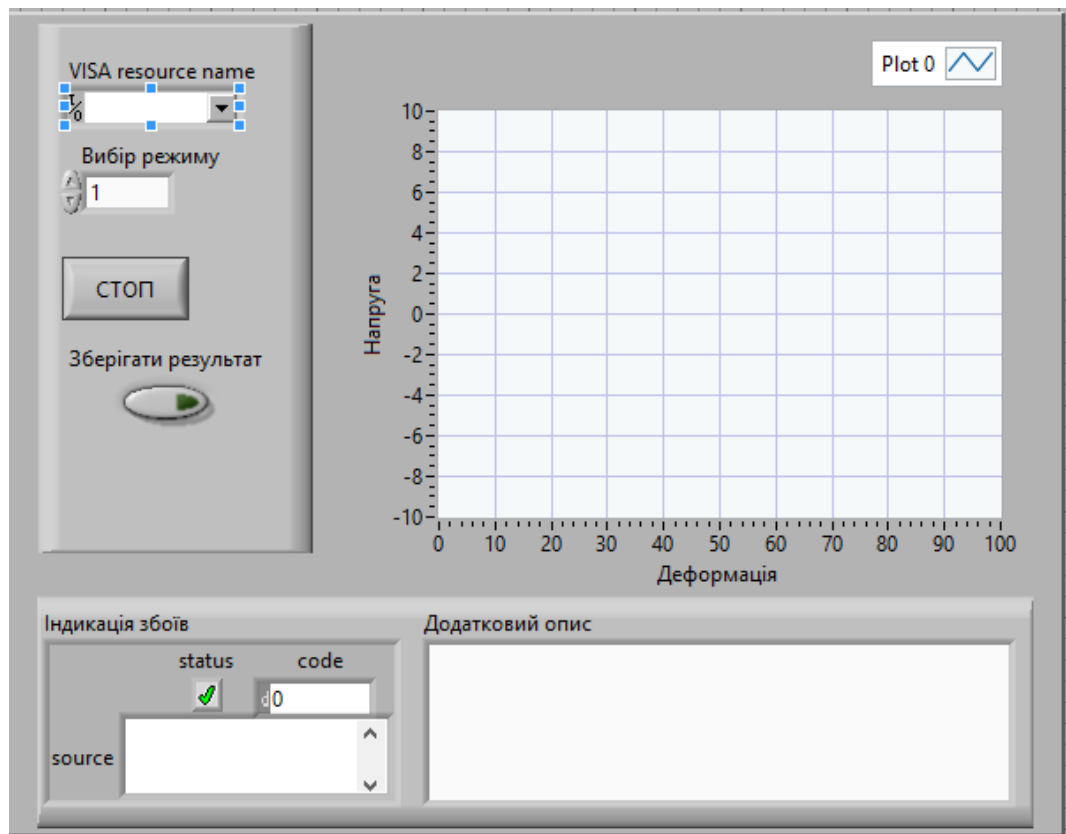 VISA resource name
Вибір режиму
1
СТОП
Зберігати результат
Plot 0
10
8
6
4
2
0
-2
-4
-6
-8
-10
Напруга
0 10 20 30 40 50 60 70 80 90 100
Деформація
Індикація збоїв
status code
d 0
source
Додатковий опис